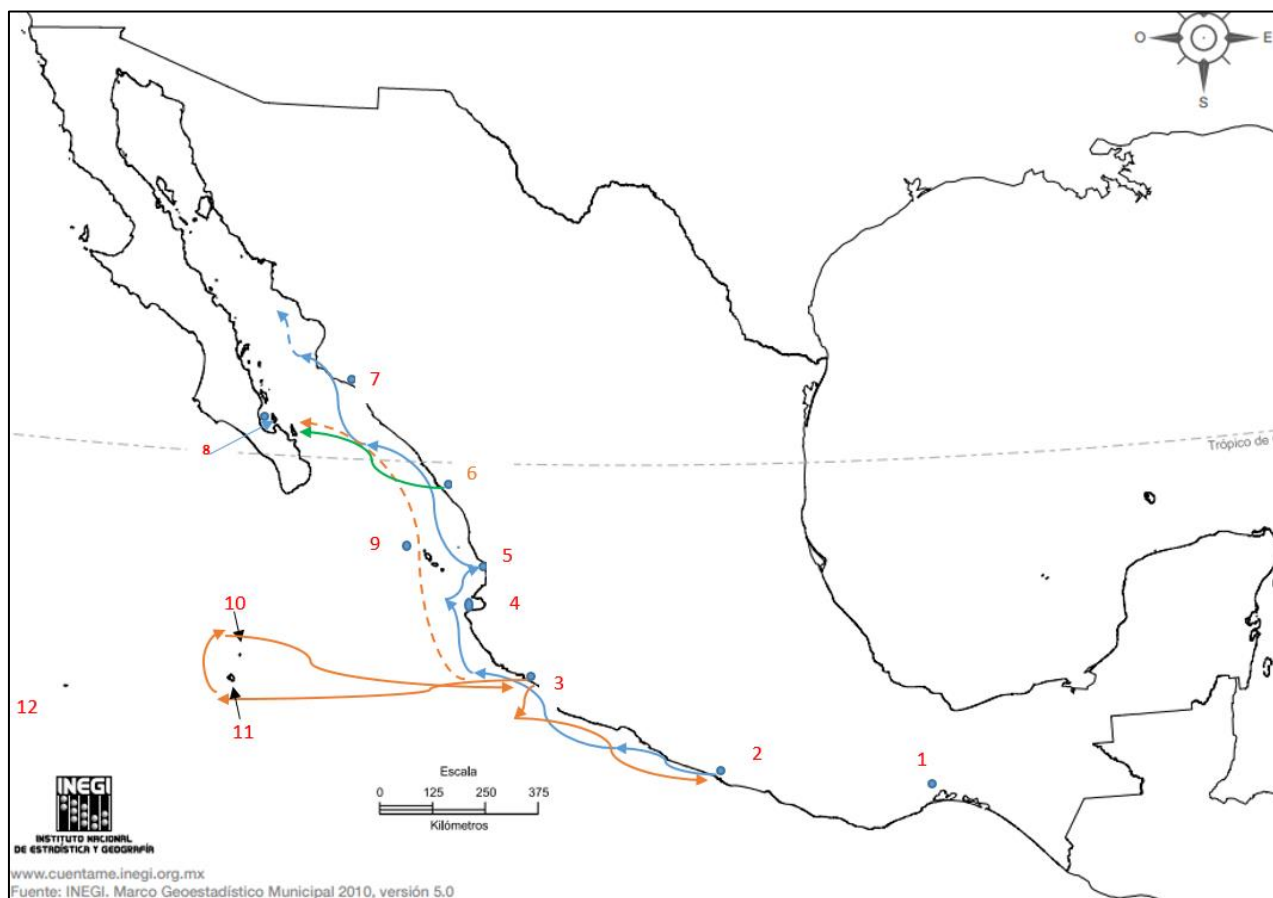 O
E
S
7
8
Trópico de
6
9
5
10
4
3
12
11
2
1
Escala
0 125 250 375
Kilómetros
INEGI
INSTITUTO NACIONAL
DE ESTADÍSTICA Y GEOGRAFÍA
www.cuentame.inegi.org.mx
Fuente: INEGI. Marco Geoestadístico Municipal 2010, versión 5.0